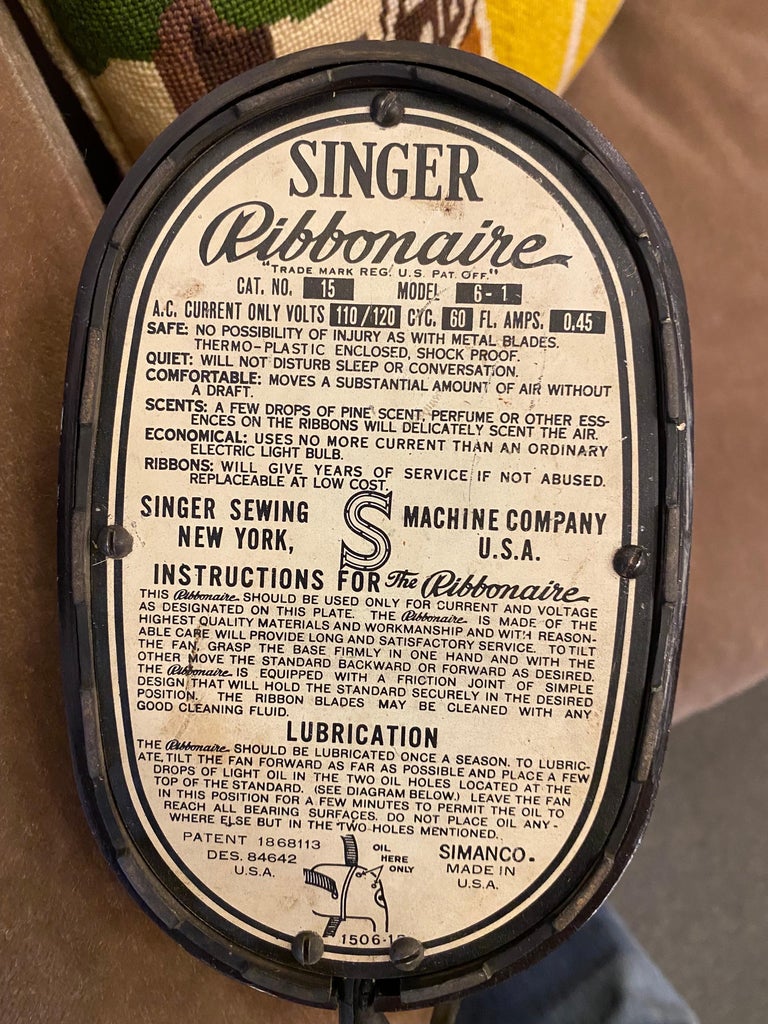 SINGER
Ribbonaire
"TRADE MARK REG. U.S. PAT. OFF."
CAT. NO. 15 MODEL 6-1
A.C. CURRENT ONLY VOLTS 110/120 CYC. 60 FL. AMPS. 0.45
SAFE: NO POSSIBILITY OF INJURY AS WITH METAL BLADES.
THERMO-PLASTIC ENCLOSED, SHOCK PROOF.
QUIET: WILL NOT DISTURB SLEEP OR CONVERSATION.
COMFORTABLE: MOVES A SUBSTANTIAL AMOUNT OF AIR WITHOUT
A DRAFT.
SCENTS: A FEW DROPS OF PINE SCENT, PERFUME OR OTHER ESS-
ENCES ON THE RIBBONS WILL DELICATELY SCENT THE AIR.
ECONOMICAL: USES NO MORE CURRENT THAN AN ORDINARY
ELECTRIC LIGHT BULB.
RIBBONS: WILL GIVE YEARS OF SERVICE IF NOT ABUSED.
REPLACEABLE AT LOW COST.
SINGER SEWING S MACHINE COMPANY
NEW YORK, U.S.A.
INSTRUCTIONS FOR The Ribbonaire
THIS Ribbonaire SHOULD BE USED ONLY FOR CURRENT AND VOLTAGE
AS DESIGNATED ON THIS PLATE. THE Ribbonaire IS MADE OF THE
HIGHEST QUALITY MATERIALS AND WORKMANSHIP AND WITH REASON-
ABLE CARE WILL PROVIDE LONG AND SATISFACTORY SERVICE. TO TILT
THE FAN, GRASP THE BASE FIRMLY IN ONE HAND AND WITH THE
OTHER MOVE THE STANDARD BACKWARD OR FORWARD AS DESIRED.
THE Ribbonaire IS EQUIPPED WITH A FRICTION JOINT OF SIMPLE
DESIGN THAT WILL HOLD THE STANDARD SECURELY IN THE DESIRED
POSITION. THE RIBBON BLADES MAY BE CLEANED WITH ANY
GOOD CLEANING FLUID.
LUBRICATION
THE Ribbonaire SHOULD BE LUBRICATED ONCE A SEASON. TO LUBRIC-
ATE, TILT THE FAN FORWARD AS FAR AS POSSIBLE AND PLACE A FEW
DROPS OF LIGHT OIL IN THE TWO OIL HOLES LOCATED AT THE
TOP OF THE STANDARD. (SEE DIAGRAM BELOW.) LEAVE THE FAN
IN THIS POSITION FOR A FEW MINUTES TO PERMIT THE OIL TO
REACH ALL BEARING SURFACES. DO NOT PLACE OIL ANY-
WHERE ELSE BUT IN THE TWO HOLES MENTIONED.
PATENT 1868113
DES. 84642
U.S.A.
OIL
HERE
ONLY
SIMANCO.
MADE IN
U.S.A.